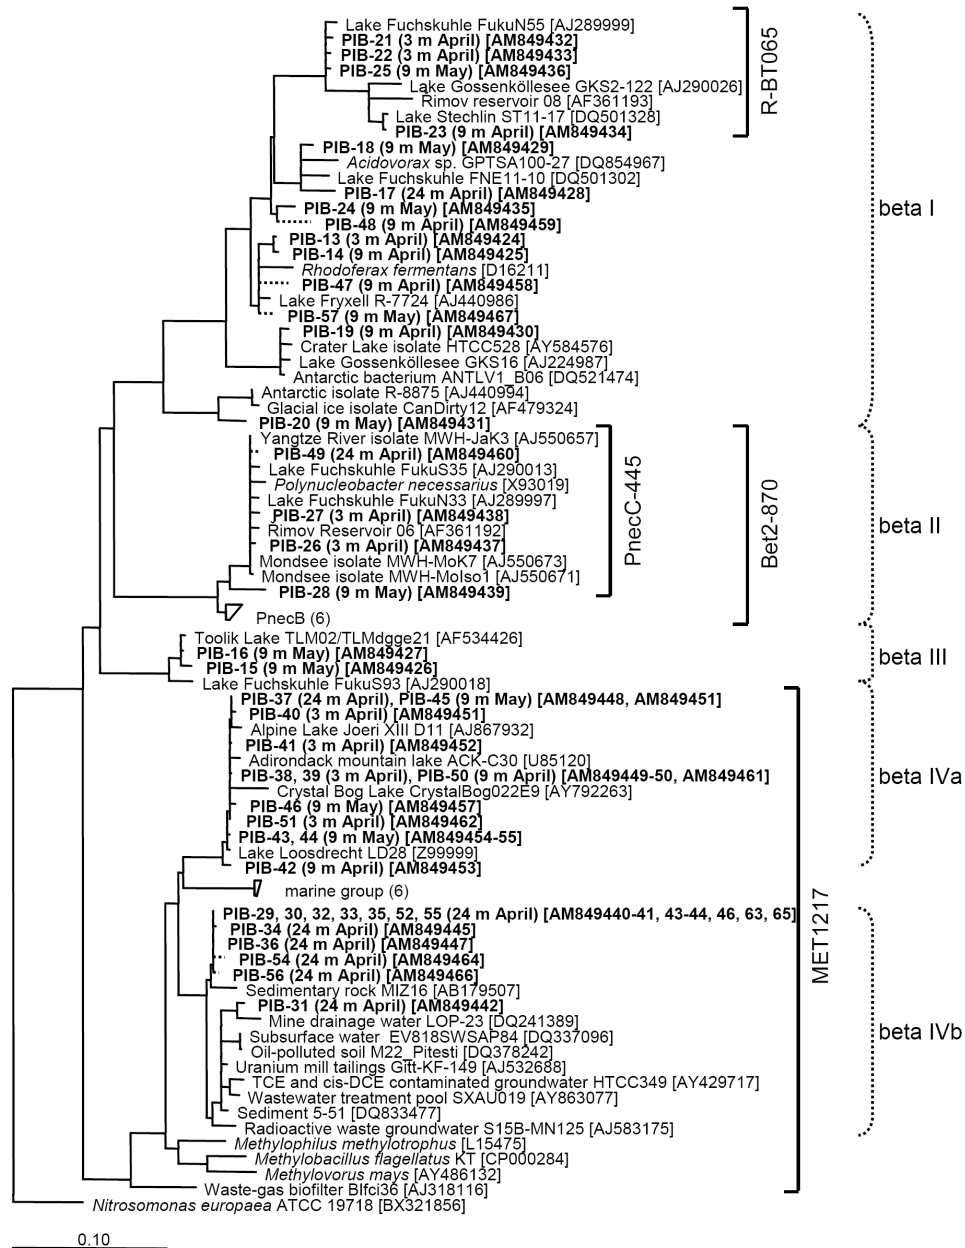 Lake Fuchskuhle FukuN55 [AJ289999]
PIB-21 (3 m April) [AM849432]
PIB-22 (3 m April) [AM849433]
PIB-25 (9 m May) [AM849436]
Lake Gossenköllesee GKS2-122 [AJ290026]
Rimov reservoir 08 [AF361193]
Lake Stechlin ST11-17 [DQ501328]
PIB-23 (9 m April) [AM849434]
R-BT065
PIB-18 (9 m May) [AM849429]
Acidovorax sp. GPTSA100-27 [DQ854967]
Lake Fuchskuhle FNE11-10 [DQ501302]
PIB-17 (24 m April) [AM849428]
PIB-24 (9 m May) [AM849435]
PIB-48 (9 m April) [AM849459]
PIB-13 (3 m April) [AM849424]
PIB-14 (9 m April) [AM849425]
Rhodoferax fermentans [D16211]
PIB-47 (9 m April) [AM849458]
Lake Fryxell R-7724 [AJ440986]
PIB-57 (9 m May) [AM849467]
PIB-19 (9 m April) [AM849430]
Crater Lake isolate HTCC528 [AY584576]
Lake Gossenköllesee GKS16 [AJ224987]
Antarctic bacterium ANTLV1_B06 [DQ521474]
Antarctic isolate R-8875 [AJ440994]
Glacial ice isolate CanDirty12 [AF479324]
PIB-20 (9 m May) [AM849431]
beta I
Yangtze River isolate MWH-JaK3 [AJ550657]
PIB-49 (24 m April) [AM849460]
Lake Fuchskuhle FukuS35 [AJ290013]
Polynucleobacter necessarius [X93019]
Lake Fuchskuhle FukuN33 [AJ289997]
PIB-27 (3 m April) [AM849438]
Rimov Reservoir 06 [AF361192]
PIB-26 (3 m April) [AM849437]
Mondsee isolate MWH-MoK7 [AJ550673]
Mondsee isolate MWH-MoIso1 [AJ550671]
PIB-28 (9 m May) [AM849439]
PnecB (6)
PnecC-445
Bet2-870
beta II
Toolik Lake TLM02/TLMdgge21 [AF534426]
PIB-16 (9 m May) [AM849427]
PIB-15 (9 m May) [AM849426]
Lake Fuchskuhle FukuS93 [AJ290018]
beta III
PIB-37 (24 m April), PIB-45 (9 m May) [AM849448, AM849451]
PIB-40 (3 m April) [AM849451]
Alpine Lake Joeri XIII D11 [AJ867932]
PIB-41 (3 m April) [AM849452]
Adirondack mountain lake ACK-C30 [U85120]
PIB-38, 39 (3 m April), PIB-50 (9 m April) [AM849449-50, AM849461]
Crystal Bog Lake CrystalBog022E9 [AY792263]
PIB-46 (9 m May) [AM849457]
PIB-51 (3 m April) [AM849462]
PIB-43, 44 (9 m May) [AM849454-55]
Lake Loosdrecht LD28 [Z99999]
PIB-42 (9 m April) [AM849453]
beta IVa
marine group (6)
PIB-29, 30, 32, 33, 35, 52, 55 (24 m April) [AM849440-41, 43-44, 46, 63, 65]
PIB-34 (24 m April) [AM849445]
PIB-36 (24 m April) [AM849447]
PIB-54 (24 m April) [AM849464]
PIB-56 (24 m April) [AM849466]
Sedimentary rock MIZ16 [AB179507]
PIB-31 (24 m April) [AM849442]
Mine drainage water LOP-23 [DQ241389]
Subsurface water EV818SWSAP84 [DQ337096]
Oil-polluted soil M22_Pitesti [DQ378242]
Uranium mill tailings Gitt-KF-149 [AJ532688]
TCE and cis-DCE contaminated groundwater HTCC349 [AY429717]
Wastewater treatment pool SXAU019 [AY863077]
Sediment 5-51 [DQ833477]
Radioactive waste groundwater S15B-MN125 [AJ583175]
beta IVb
Methylophilus methylotrophus [L15475]
Methylobacillus flagellatus KT [CP000284]
Methylovorus mays [AY486132]
Waste-gas biofilter BIfci36 [AJ318116]
MET1217
Nitrosomonas europaea ATCC 19718 [BX321856]
0.10